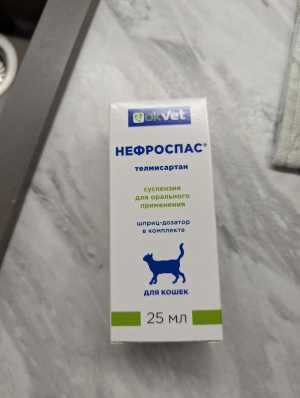 okvet
НЕФРОСПАС®
телмисартан
суспензия
для орального
применения
шприц-дозатор
в комплекте
ДЛЯ КОШЕК
25 мл